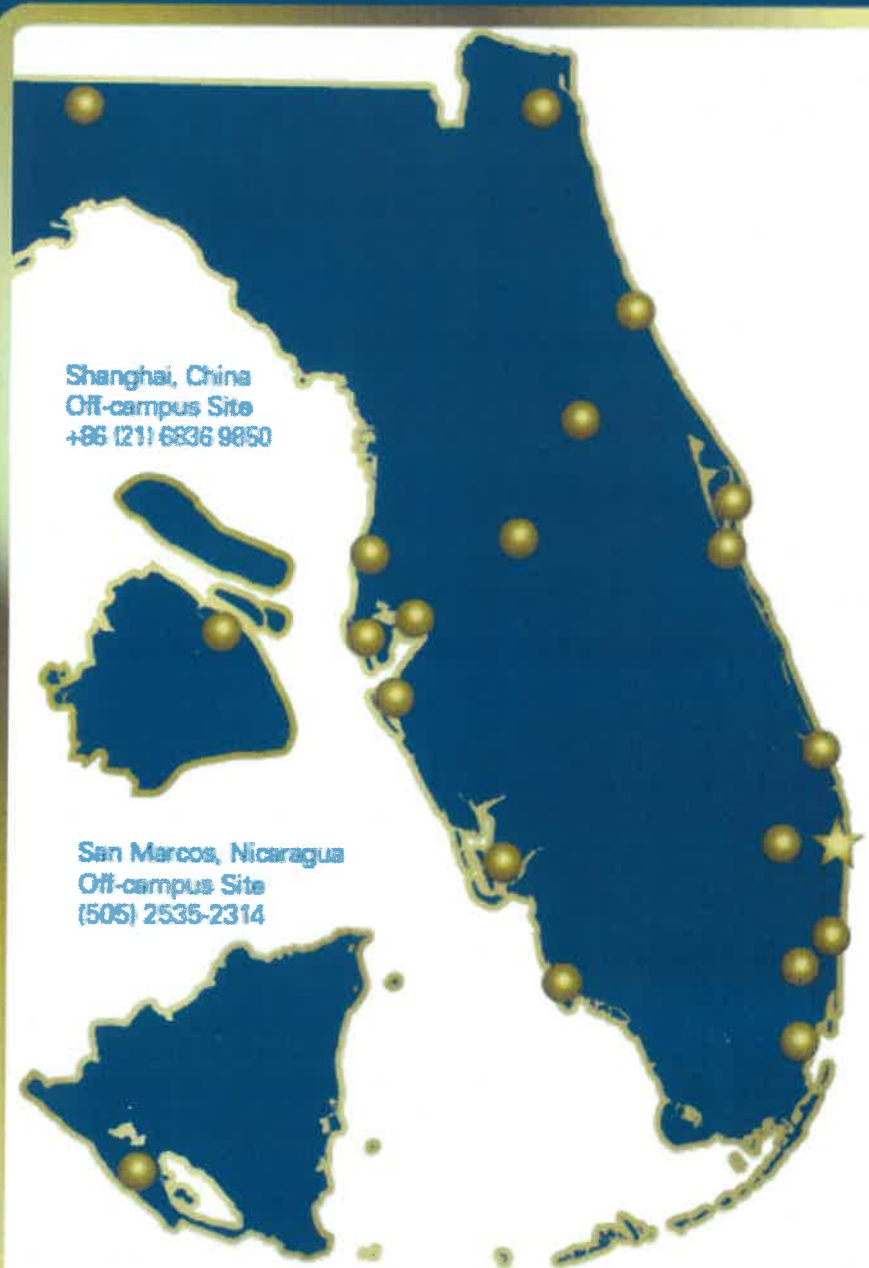 Shanghai, China
Off-campus Site
+86 (21) 6836 9850
San Marcos, Nicaragua
Off-campus Site
(505) 2535-2314